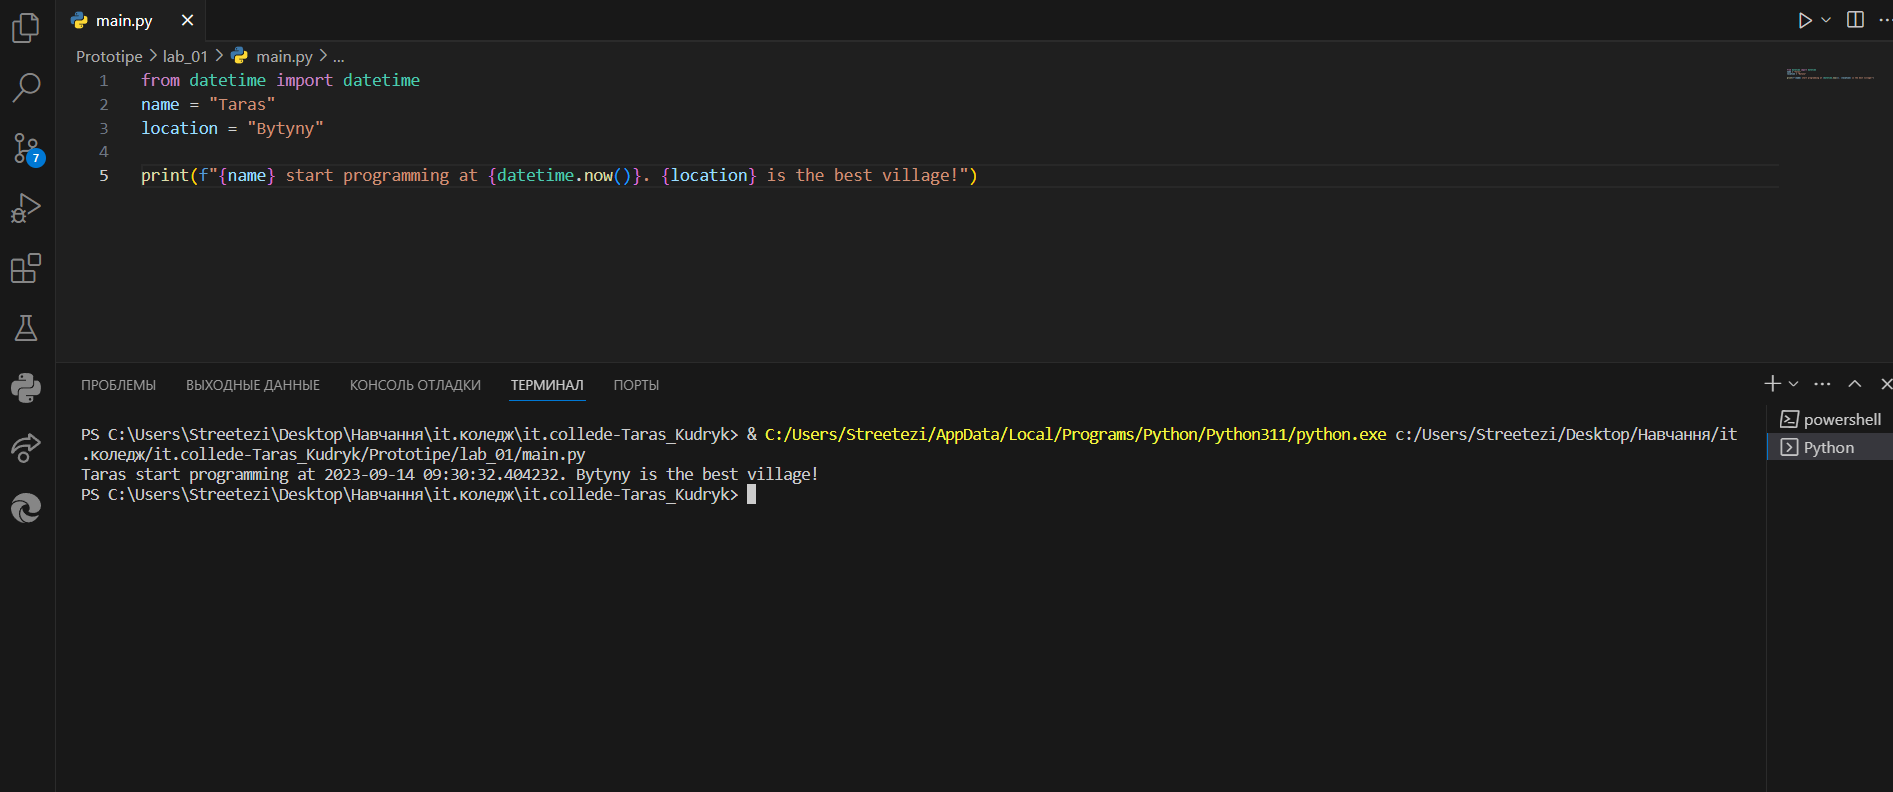 main.py
Prototipe > lab_01 > main.py > ...
1 from datetime import datetime
2 name = "Taras"
3 location = "Bytyny"
4
5 print(f"{name} start programming at {datetime.now()}. {location} is the best village!")
7
ПРОБЛЕМЫ ВЫХОДНЫЕ ДАННЫЕ КОНСОЛЬ ОТЛАДКИ ТЕРМИНАЛ ПОРТЫ
PS C:\Users\Streetezi\Desktop\Навчання\it.коледж\it.collede-Taras_Kudryk> & C:/Users/Streetezi/AppData/Local/Programs/Python/Python311/python.exe c:/Users/Streetezi/Desktop/Навчання/it
.коледж/it.collede-Taras_Kudryk/Prototipe/lab_01/main.py
Taras start programming at 2023-09-14 09:30:32.404232. Bytyny is the best village!
PS C:\Users\Streetezi\Desktop\Навчання\it.коледж\it.collede-Taras_Kudryk>
powershell
Python